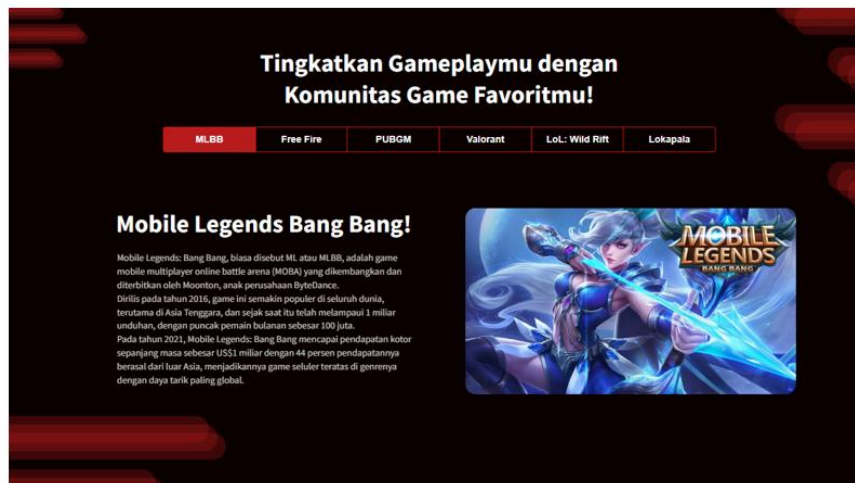 Tingkatkan Gameplaymu dengan
Komunitas Game Favoritmu!
MLBB
Free Fire
PUBGM
Valorant
LoL: Wild Rift
Lokapala
Mobile Legends Bang Bang!
Mobile Legends: Bang Bang, biasa disebut ML atau MLBB, adalah game
mobile multiplayer online battle arena (MOBA) yang dikembangkan dan
diterbitkan oleh Moonton, anak perusahaan ByteDance.
Dirilis pada tahun 2016, game ini semakin populer di seluruh dunia,
terutama di Asia Tenggara, dan sejak saat itu telah melampaui 1 miliar
unduhan, dengan puncak pemain bulanan sebesar 100 juta.
Pada tahun 2021, Mobile Legends: Bang Bang mencapai pendapatan kotor
sepanjang masa sebesar US$1 miliar dengan 44 persen pendapatannya
berasal dari luar Asia, menjadikannya game seluler teratas di genrenya
dengan daya tarik paling global.
MOBILE
LEGENDS
BANG BANG